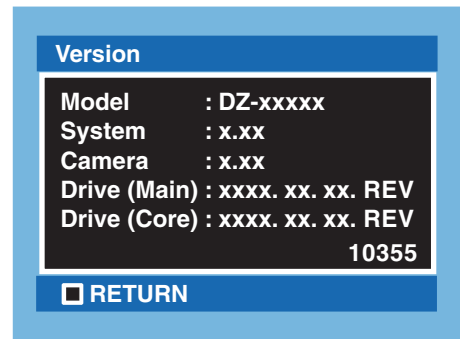 Version
Model : DZ-xxxxx
System : x.xx
Camera : x.xx
Drive (Main) : xxxx. xx. xx. REV
Drive (Core) : xxxx. xx. xx. REV
10355
RETURN